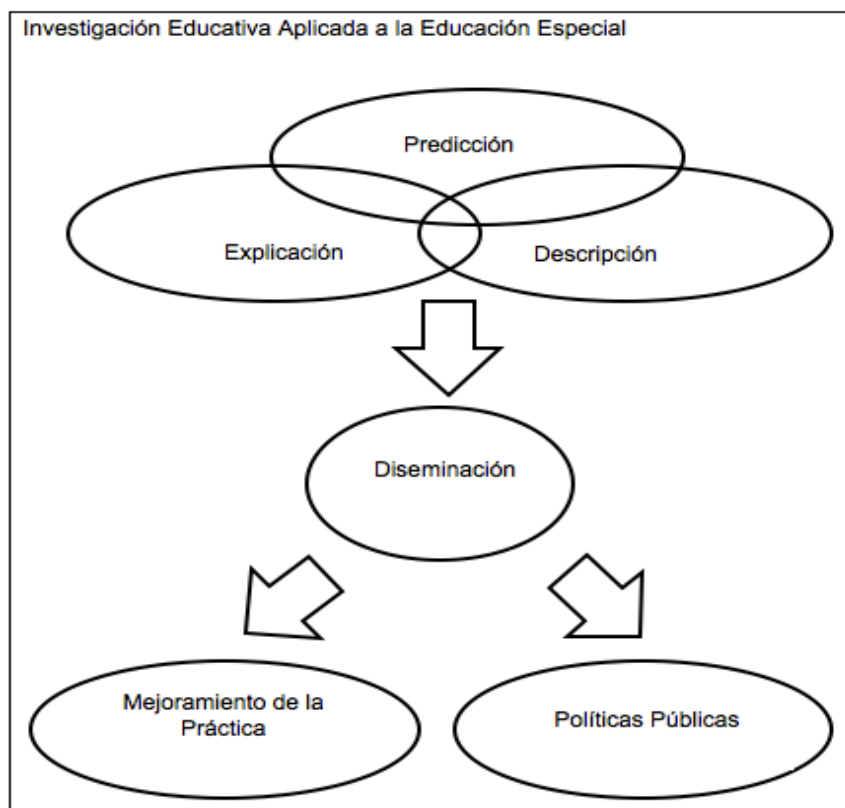 Investigación Educativa Aplicada a la Educación Especial
Predicción
Explicación
Descripción
Diseminación
Mejoramiento de la
Práctica
Políticas Públicas